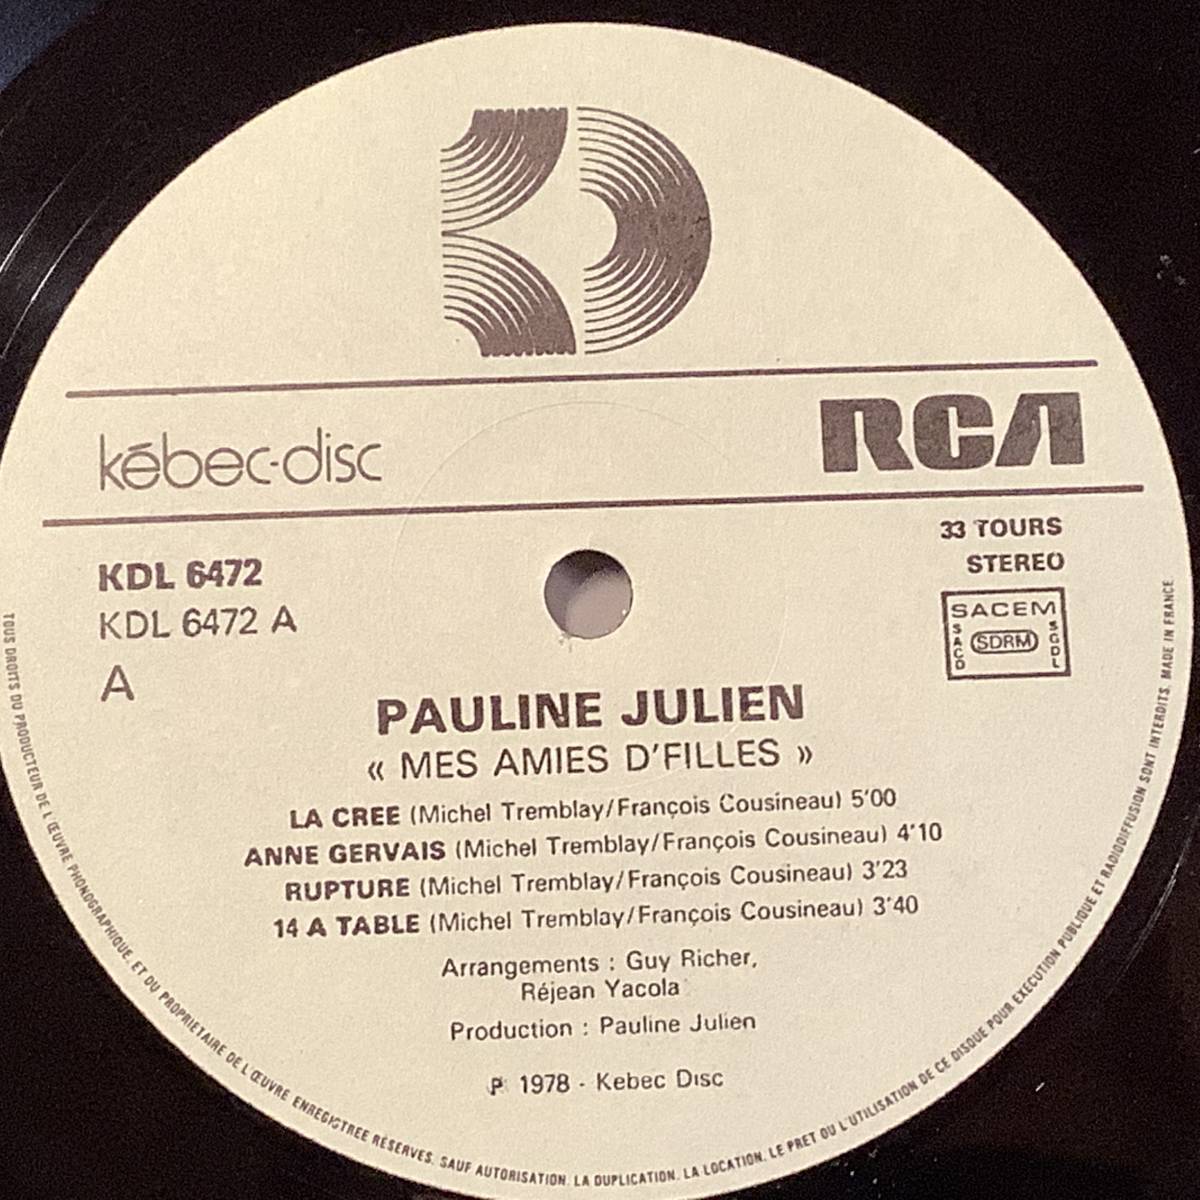 KD
kébec-disc
RCA
KDL 6472
KDL 6472 A
A
33 TOURS
STEREO
SACEM
SACD
SDRM
SGDL
PAULINE JULIEN
« MES AMIES D'FILLES »
LA CREE (Michel Tremblay/François Cousineau) 5'00
ANNE GERVAIS (Michel Tremblay/François Cousineau) 4'10
RUPTURE (Michel Tremblay/François Cousineau) 3'23
14 A TABLE (Michel Tremblay/François Cousineau) 3'40
Arrangements : Guy Richer,
Réjean Yacola
Production : Pauline Julien
℗ 1978 - Kebec Disc
TOUS DROITS DU PRODUCTEUR DE L'ŒUVRE PHONOGRAPHIQUE. ET DU PROPRIETAIRE DE L'ŒUVRE ENREGISTREE RESERVES. SAUF AUTORISATION. LA DUPLICATION. LA LOCATION. LE PRET OU L'UTILISATION DE CE DISQUE POUR EXECUTION PUBLIQUE ET RADIODIFFUSION SONT INTERDITS. MADE IN FRANCE.